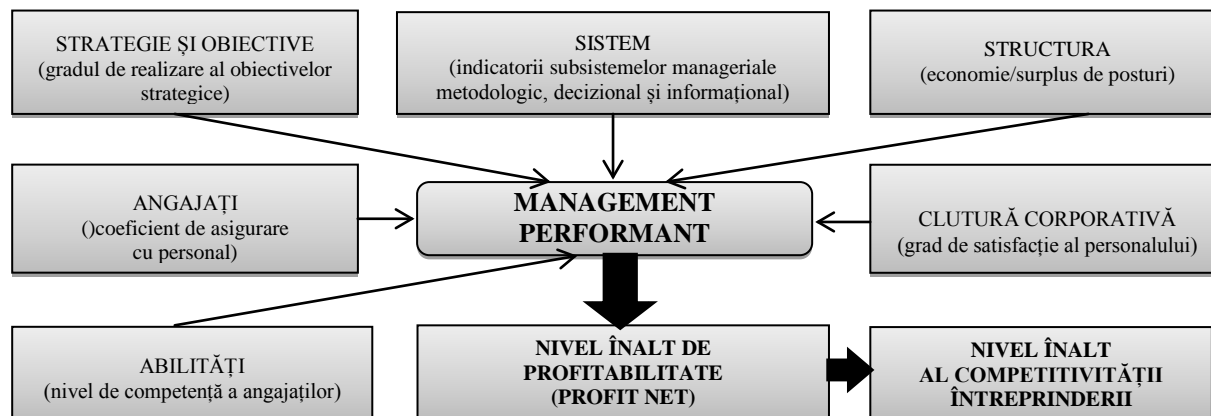 STRATEGIE ȘI OBIECTIVE
(gradul de realizare al obiectivelor
strategice)
SISTEM
(indicatorii subsistemelor manageriale
metodologic, decizional și informațional)
STRUCTURA
(economie/surplus de posturi)
ANGAJAȚI
()coeficient de asigurare
cu personal)
MANAGEMENT
PERFORMANT
CLUTURĂ CORPORATIVĂ
(grad de satisfacție al personalului)
ABILITĂȚI
(nivel de competență a angajaților)
NIVEL ÎNALT DE
PROFITABILITATE
(PROFIT NET)
NIVEL ÎNALT
AL COMPETITIVITĂȚII
ÎNTREPRINDERII